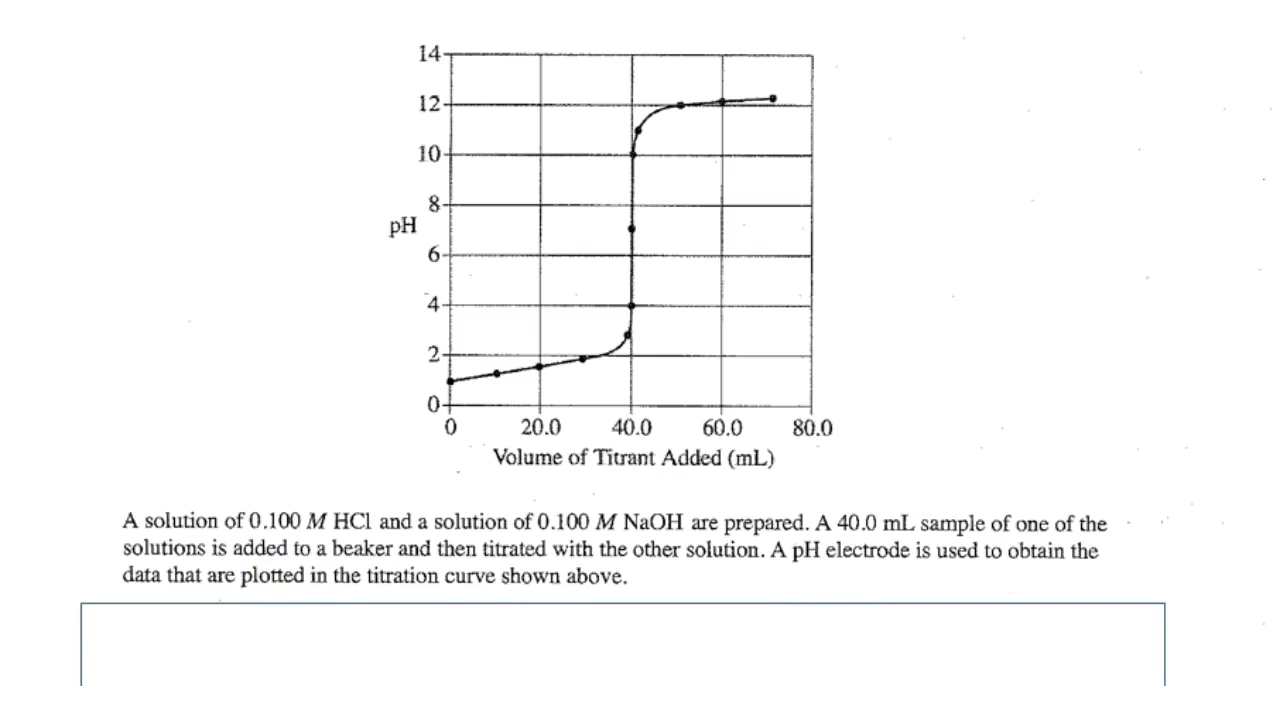 14
12
10
8
pH
6
4
2
0
0 20.0 40.0 60.0 80.0
Volume of Titrant Added (mL)
A solution of 0.100 M HCl and a solution of 0.100 M NaOH are prepared. A 40.0 mL sample of one of the
solutions is added to a beaker and then titrated with the other solution. A pH electrode is used to obtain the
data that are plotted in the titration curve shown above.